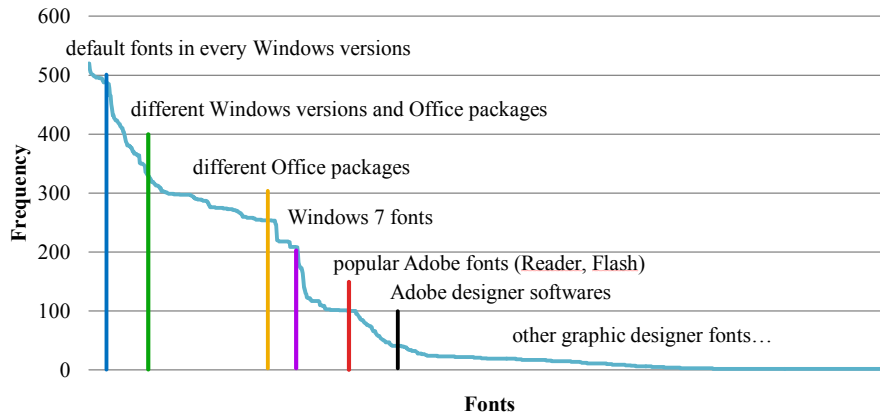 600
default fonts in every Windows versions
500
different Windows versions and Office packages
400
different Office packages
300
Windows 7 fonts
200
popular Adobe fonts (Reader, Flash)
Adobe designer softwares
100
other graphic designer fonts…
0
Frequency
Fonts